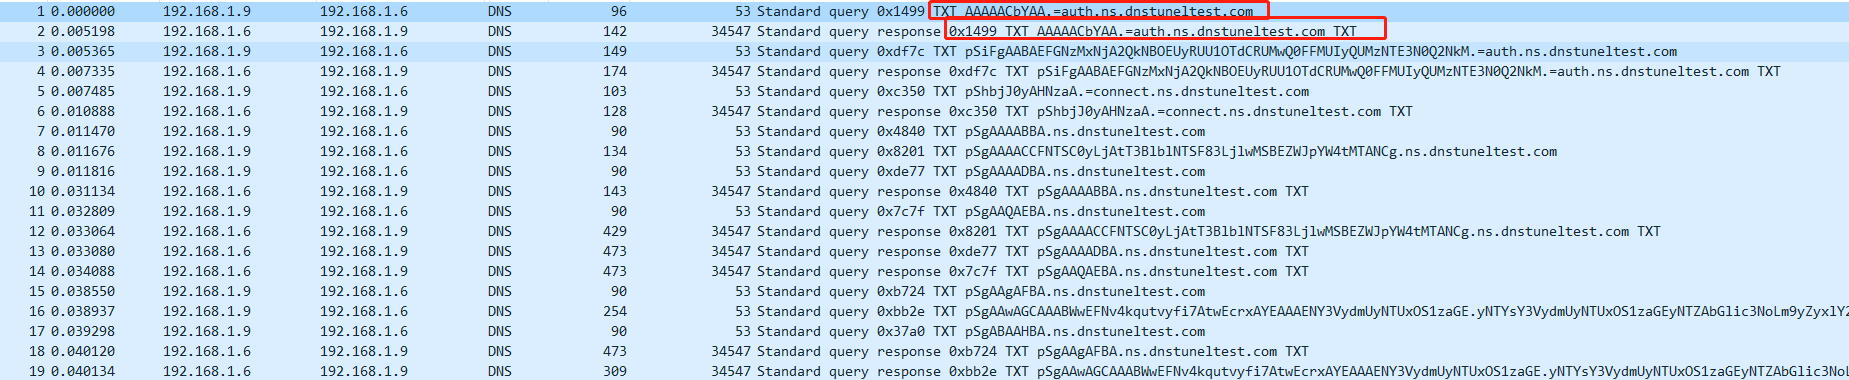 1 0.000000 192.168.1.9 192.168.1.6 DNS 96 53 Standard query 0x1499 TXT AAAAACbYAA.=auth.ns.dnstuneltest.com
2 0.005198 192.168.1.6 192.168.1.9 DNS 142 34547 Standard query response 0x1499 TXT AAAAACbYAA.=auth.ns.dnstuneltest.com TXT
3 0.005365 192.168.1.9 192.168.1.6 DNS 149 53 Standard query 0xdf7c TXT pSiFgAABAEFGNzMxNjA2QkNBOEUyRUU1OTdCRUMwQ0FFMUIyQUMzNTE3N0Q2NkM.=auth.ns.dnstuneltest.com
4 0.007335 192.168.1.6 192.168.1.9 DNS 174 34547 Standard query response 0xdf7c TXT pSiFgAABAEFGNzMxNjA2QkNBOEUyRUU1OTdCRUMwQ0FFMUIyQUMzNTE3N0Q2NkM.=auth.ns.dnstuneltest.com TXT
5 0.007485 192.168.1.9 192.168.1.6 DNS 103 53 Standard query 0xc350 TXT pShbjJ0yAHNzaA.=connect.ns.dnstuneltest.com
6 0.010888 192.168.1.6 192.168.1.9 DNS 128 34547 Standard query response 0xc350 TXT pShbjJ0yAHNzaA.=connect.ns.dnstuneltest.com TXT
7 0.011470 192.168.1.9 192.168.1.6 DNS 90 53 Standard query 0x4840 TXT pSgAAAABBA.ns.dnstuneltest.com
8 0.011676 192.168.1.9 192.168.1.6 DNS 134 53 Standard query 0x8201 TXT pSgAAAACCFNTSC0yLjAtT3BlblNTSF83LjlwMSBEZWJpYW4tMTANCg.ns.dnstuneltest.com
9 0.011816 192.168.1.9 192.168.1.6 DNS 90 53 Standard query 0xde77 TXT pSgAAAADBA.ns.dnstuneltest.com
10 0.031134 192.168.1.6 192.168.1.9 DNS 143 34547 Standard query response 0x4840 TXT pSgAAAABBA.ns.dnstuneltest.com TXT
11 0.032809 192.168.1.9 192.168.1.6 DNS 90 53 Standard query 0x7c7f TXT pSgAAQAEBA.ns.dnstuneltest.com
12 0.033064 192.168.1.6 192.168.1.9 DNS 429 34547 Standard query response 0x8201 TXT pSgAAAACCFNTSC0yLjAtT3BlblNTSF83LjlwMSBEZWJpYW4tMTANCg.ns.dnstuneltest.com TXT
13 0.033080 192.168.1.6 192.168.1.9 DNS 473 34547 Standard query response 0xde77 TXT pSgAAAADBA.ns.dnstuneltest.com TXT
14 0.034088 192.168.1.6 192.168.1.9 DNS 473 34547 Standard query response 0x7c7f TXT pSgAAQAEBA.ns.dnstuneltest.com TXT
15 0.038550 192.168.1.9 192.168.1.6 DNS 90 53 Standard query 0xb724 TXT pSgAAgAFBA.ns.dnstuneltest.com
16 0.038937 192.168.1.9 192.168.1.6 DNS 254 53 Standard query 0xbb2e TXT pSgAAwAGCAAABWwEFNv4kqutvyfi7AtwEcrxAYEAAAENY3VydmUyNTUxOS1zaGE.yNTYsY3VydmUyNTUxOS1zaGEyNTZAbGlic3NoLm9yZyxlY2
17 0.039298 192.168.1.9 192.168.1.6 DNS 90 53 Standard query 0x37a0 TXT pSgABAAHBA.ns.dnstuneltest.com
18 0.040120 192.168.1.6 192.168.1.9 DNS 473 34547 Standard query response 0xb724 TXT pSgAAgAFBA.ns.dnstuneltest.com TXT
19 0.040134 192.168.1.6 192.168.1.9 DNS 309 34547 Standard query response 0xbb2e TXT pSgAAwAGCAAABWwEFNv4kqutvyfi7AtwEcrxAYEAAAENY3VydmUyNTUxOS1zaGE.yNTYsY3VydmUyNTUxOS1zaGEyNTZAbGlic3NoL